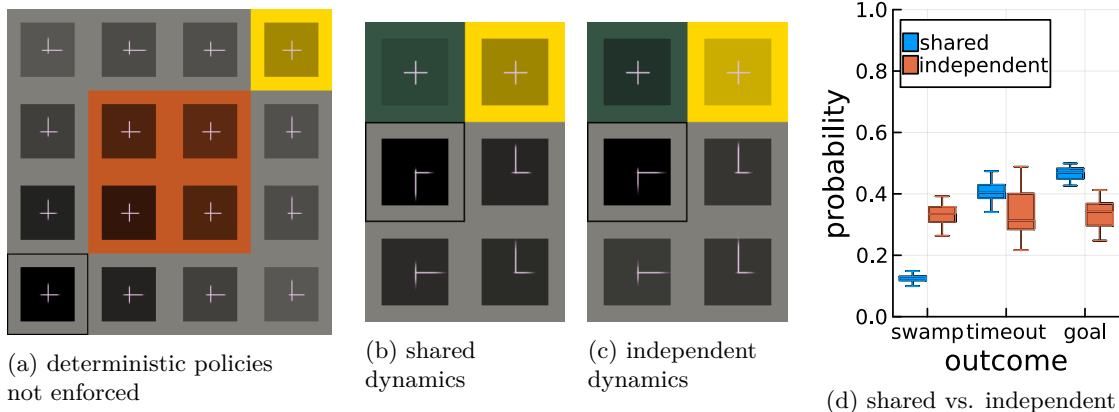 (a) deterministic policies
not enforced
(b) shared
dynamics
(c) independent
dynamics
probability
1.0
0.8
0.6
0.4
0.2
0.0
shared
independent
swamp timeout goal
outcome
(d) shared vs. independent